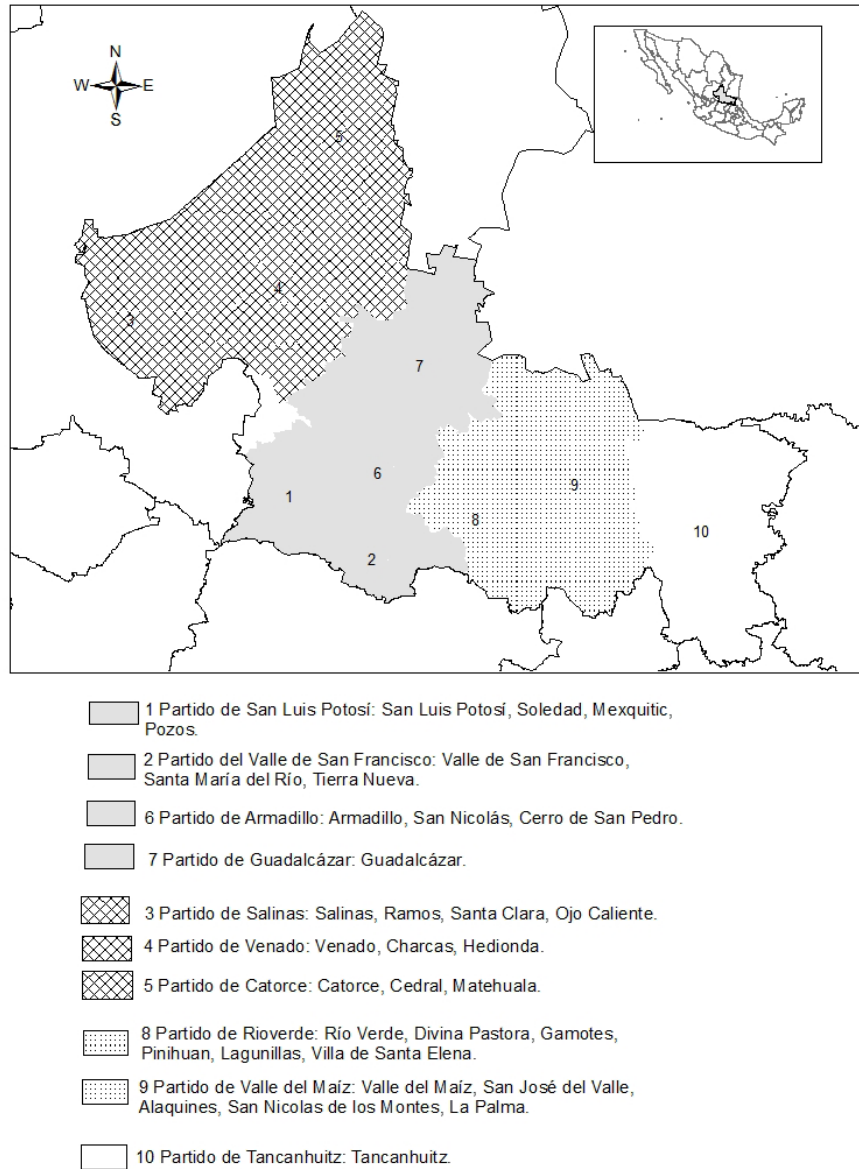 N
W E
S
5
4
3
7
6
9
1
8
10
2
1 Partido de San Luis Potosí: San Luis Potosí, Soledad, Mexquitic,
Pozos.
2 Partido del Valle de San Francisco: Valle de San Francisco,
Santa María del Río, Tierra Nueva.
6 Partido de Armadillo: Armadillo, San Nicolás, Cerro de San Pedro.
7 Partido de Guadalcázar: Guadalcázar.
3 Partido de Salinas: Salinas, Ramos, Santa Clara, Ojo Caliente.
4 Partido de Venado: Venado, Charcas, Hedionda.
5 Partido de Catorce: Catorce, Cedral, Matehuala.
8 Partido de Rioverde: Río Verde, Divina Pastora, Gamotes,
Pinihuan, Lagunillas, Villa de Santa Elena.
9 Partido de Valle del Maíz: Valle del Maíz, San José del Valle,
Alaquines, San Nicolas de los Montes, La Palma.
10 Partido de Tancanhuitz: Tancanhuitz.